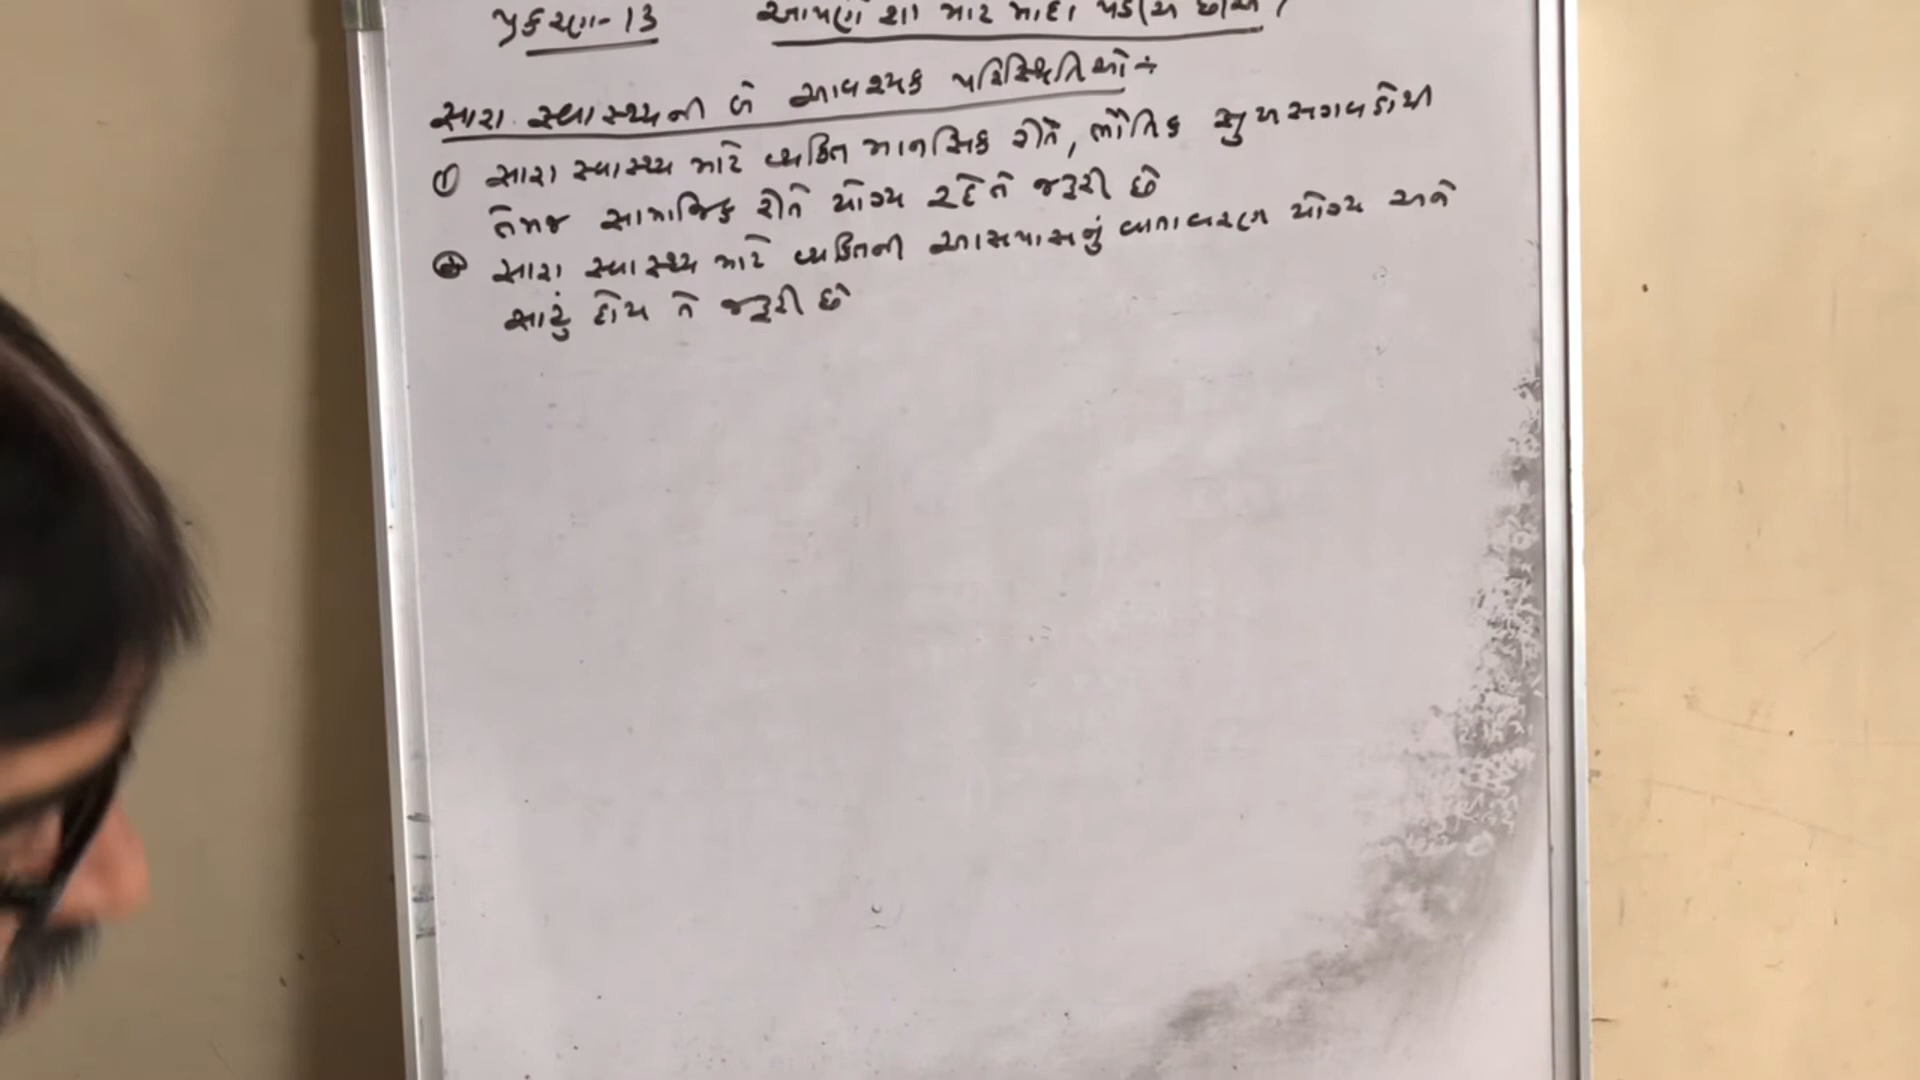 પ્રકરણ-13 આપણે શા માટે માંદા પડીએ છીએ?
સારા સ્વાસ્થ્યની બે આવશ્યક પરિસ્થિતિઓ÷
① સારા સ્વાસ્થ્ય માટે વ્યક્તિ માનસિક રીતે, ભૌતિક સુખસગવડોથી
તેમજ સામાજિક રીતે યોગ્ય રહે તે જરૂરી છે
② સારા સ્વાસ્થ્ય માટે વ્યક્તિની આસપાસનું વાતાવરણ યોગ્ય અને
સારું હોય તે જરૂરી છે